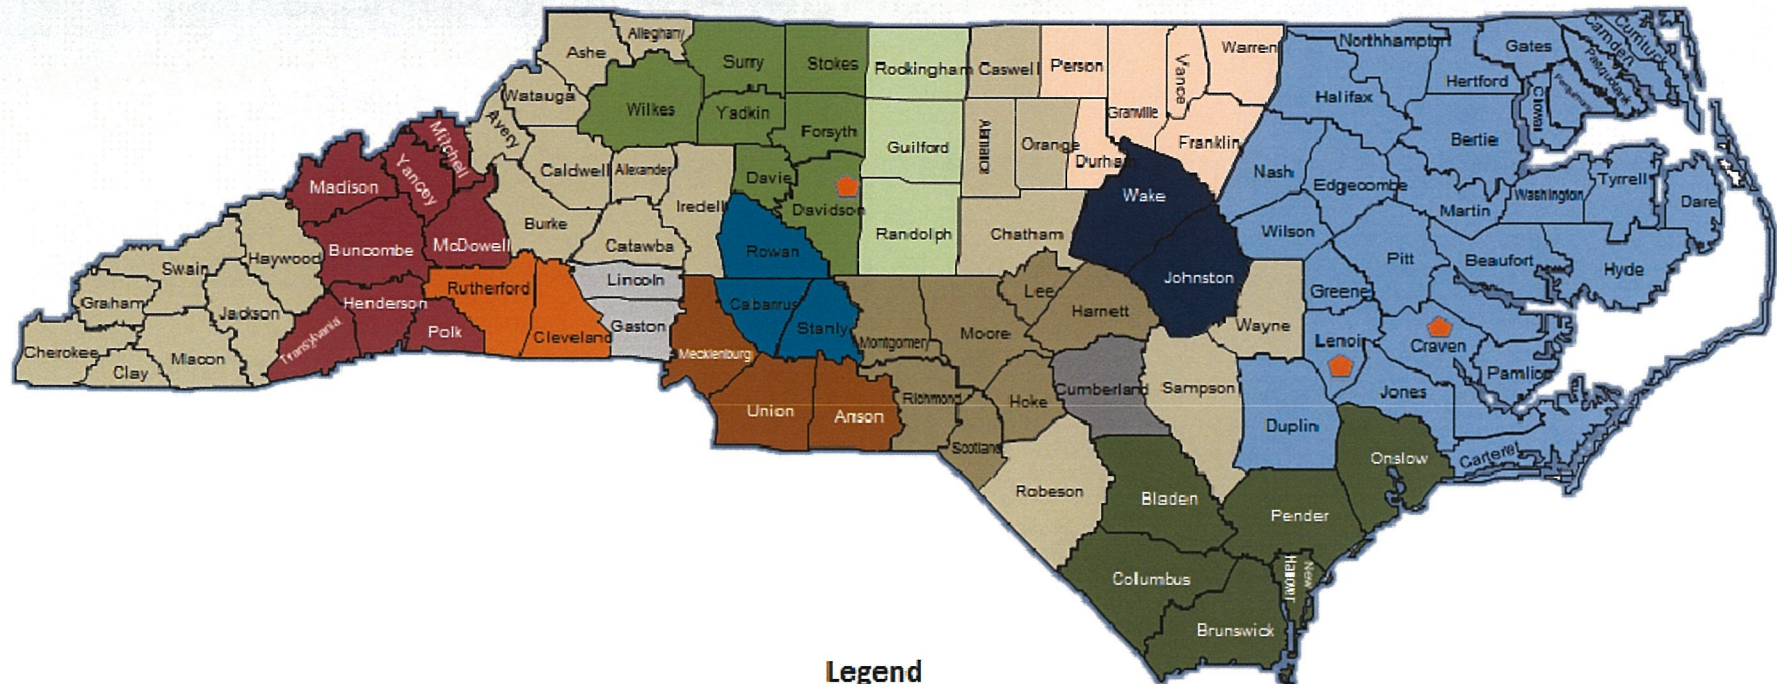 Alleghany
Ashe
Surry
Stokes
Rockingham
Caswell
Person
Vance
Warren
Northhampton
Gates
Camden
Currituck
Pasquotank
Hertford
Watauga
Wilkes
Yadkin
Forsyth
Granville
Halifax
Chowan
Perquimans
Mitchell
Avery
Guilford
Alamance
Orange
Durham
Franklin
Bertie
Madison
Yancey
Caldwell
Alexander
Davie
Nash
Edgecombe
Washington
Tyrrell
Wake
Iredell
Davidson
Martin
Dare
Burke
Randolph
Chatham
Wilson
Buncombe
McDowell
Catawba
Rowan
Haywood
Swain
Pitt
Beaufort
Hyde
Johnston
Lincoln
Rutherford
Lee
Greene
Graham
Henderson
Cabarrus
Harnett
Jackson
Gaston
Stanly
Moore
Wayne
Cleveland
Polk
Transylvania
Montgomery
Lenoir
Craven
Cherokee
Macon
Mecklenburg
Clay
Pamlico
Cumberland
Sampson
Jones
Richmond
Hoke
Union
Anson
Duplin
Scotland
Carteret
Onslow
Robeson
Bladen
Pender
Columbus
New
Hanover
Brunswick
Legend